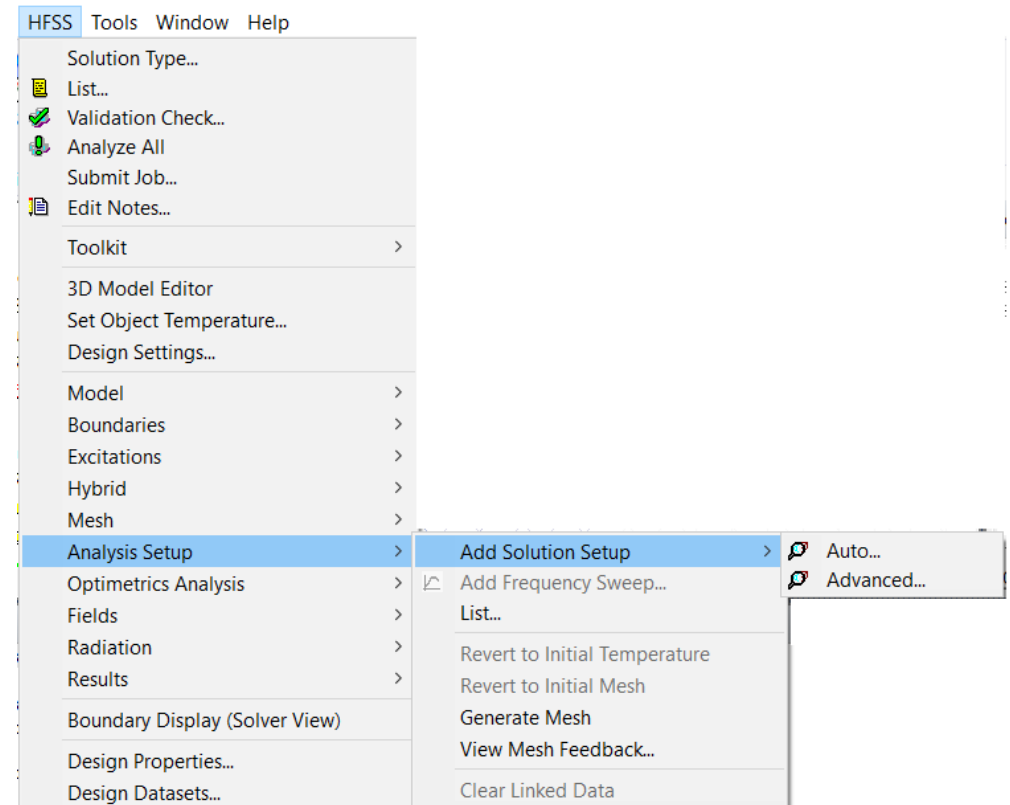 HFSS Tools Window Help
Solution Type...
List...
Validation Check...
Analyze All
Submit Job...
Edit Notes...
Toolkit
3D Model Editor
Set Object Temperature...
Design Settings...
Model
Boundaries
Excitations
Hybrid
Mesh
Analysis Setup
Optimetrics Analysis
Fields
Radiation
Results
Boundary Display (Solver View)
Design Properties...
Design Datasets...
Add Solution Setup
Add Frequency Sweep...
List...
Revert to Initial Temperature
Revert to Initial Mesh
Generate Mesh
View Mesh Feedback...
Clear Linked Data
Auto...
Advanced...